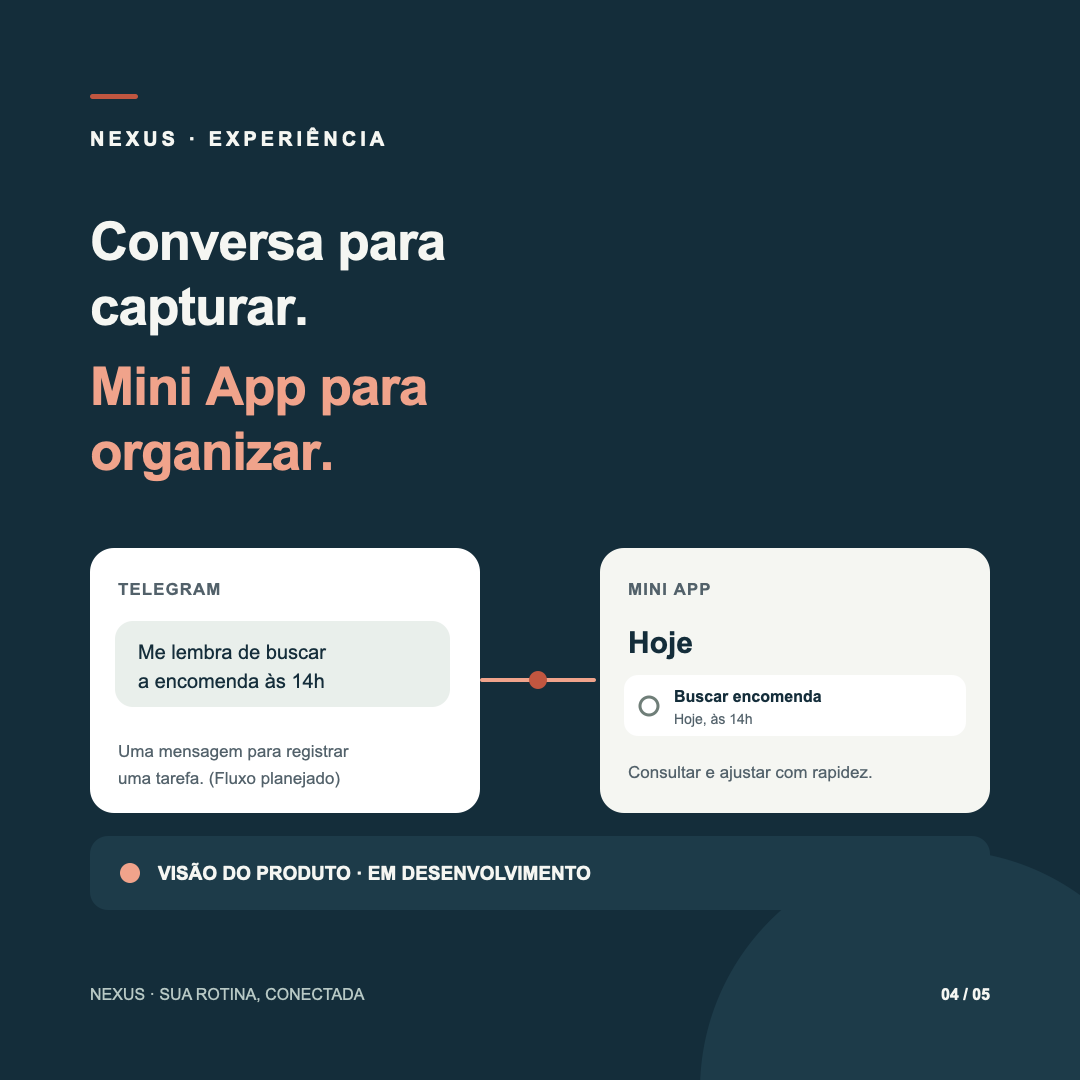 NEXUS · EXPERIÊNCIA
Conversa para
capturar.
Mini App para
organizar.
TELEGRAM
Me lembra de buscar
a encomenda às 14h
Uma mensagem para registrar
uma tarefa. (Fluxo planejado)
MINI APP
Hoje
Buscar encomenda
Hoje, às 14h
Consultar e ajustar com rapidez.
VISÃO DO PRODUTO · EM DESENVOLVIMENTO
NEXUS · SUA ROTINA, CONECTADA
04 / 05